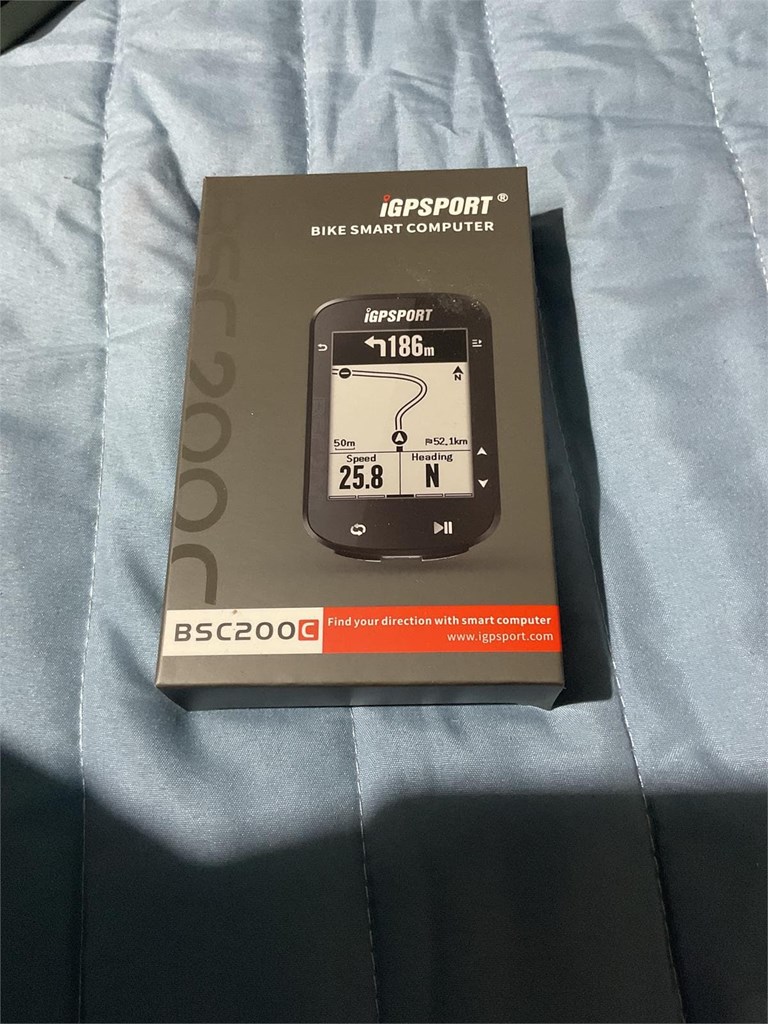 iGPSPORT®
BIKE SMART COMPUTER
BSC200C
iGPSPORT
186m
N
50m
52.1km
Speed
Heading
25.8
N
BSC200C
Find your direction with smart computer
www.igpsport.com